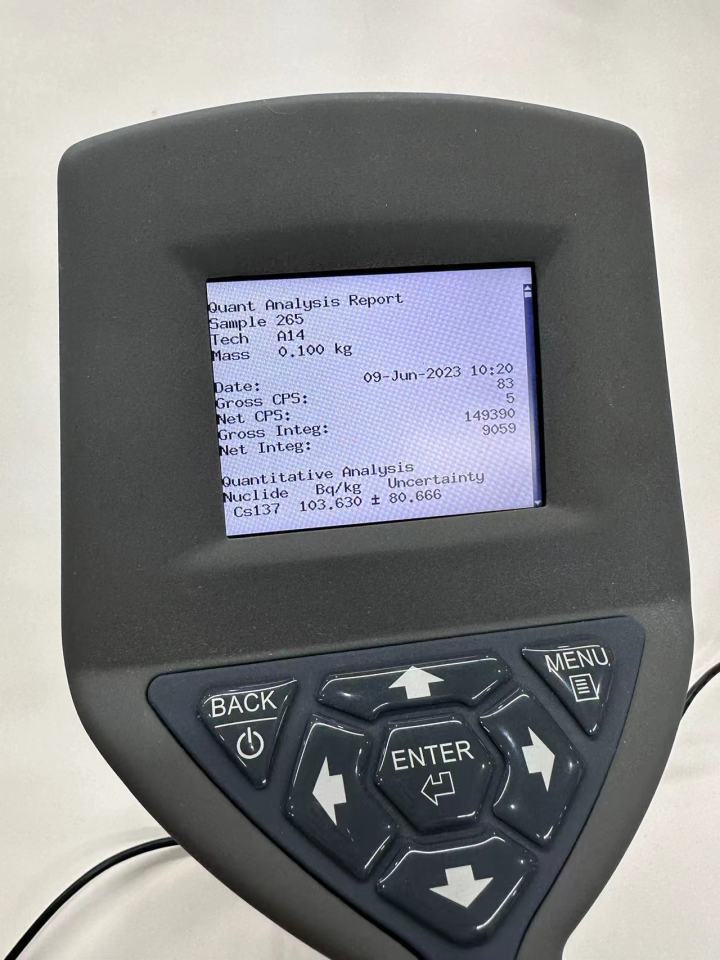 Quant Analysis Report
Sample 265
Tech A14
Mass 0.100 kg
Date: 09-Jun-2023 10:20
Gross CPS: 83
Net CPS: 5
Gross Integ: 149390
Net Integ: 9059
Quantitative Analysis
Nuclide Bq/kg Uncertainty
Cs137 103.630 ± 80.666
BACK
MENU
ENTER